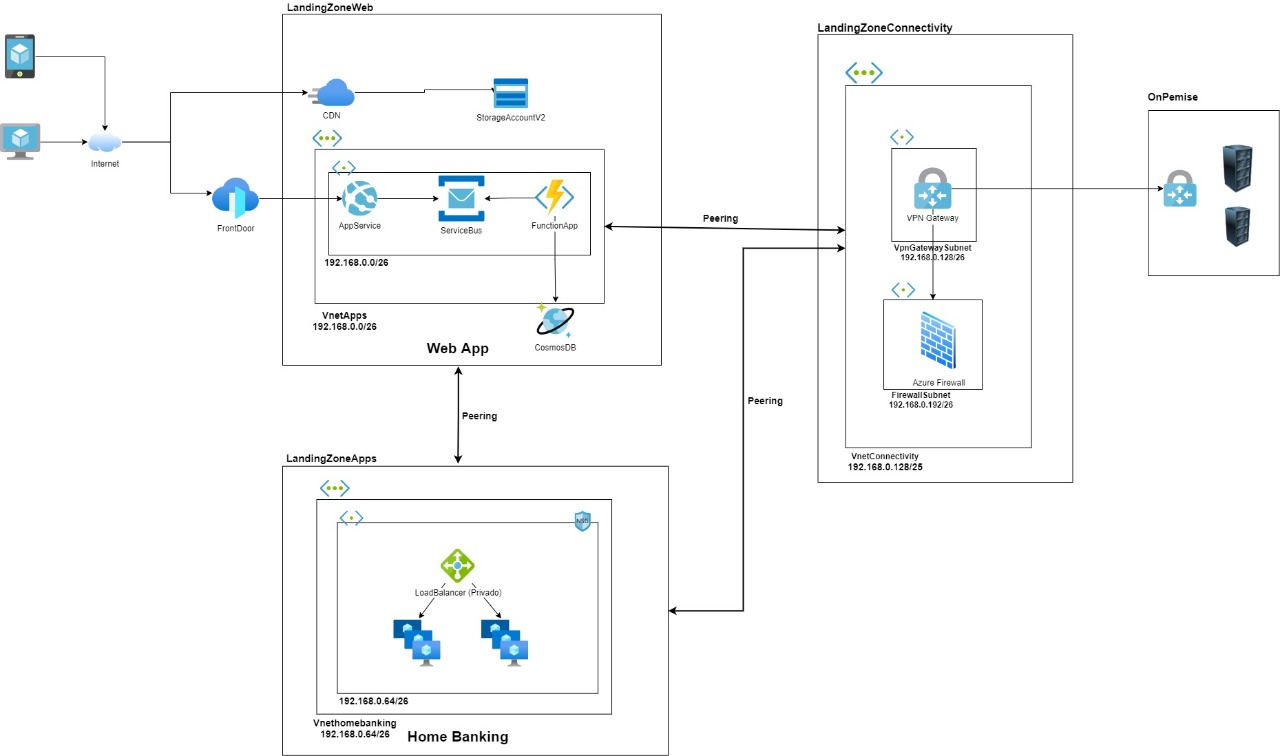 LandingZoneWeb
LandingZoneConnectivity
OnPemise
CDN
StorageAccountV2
Internet
FrontDoor
AppService
ServiceBus
FunctionApp
192.168.0.0/26
VnetApps
192.168.0.0/26
CosmosDB
Web App
Peering
VPN Gateway
VpnGatewaySubnet
192.168.0.128/26
Azure Firewall
FirewallSubnet
192.168.0.192/26
VnetConnectivity
192.168.0.128/25
Peering
Peering
LandingZoneApps
NSG
LoadBalancer (Privado)
192.168.0.64/26
Vnethomebanking
192.168.0.64/26
Home Banking